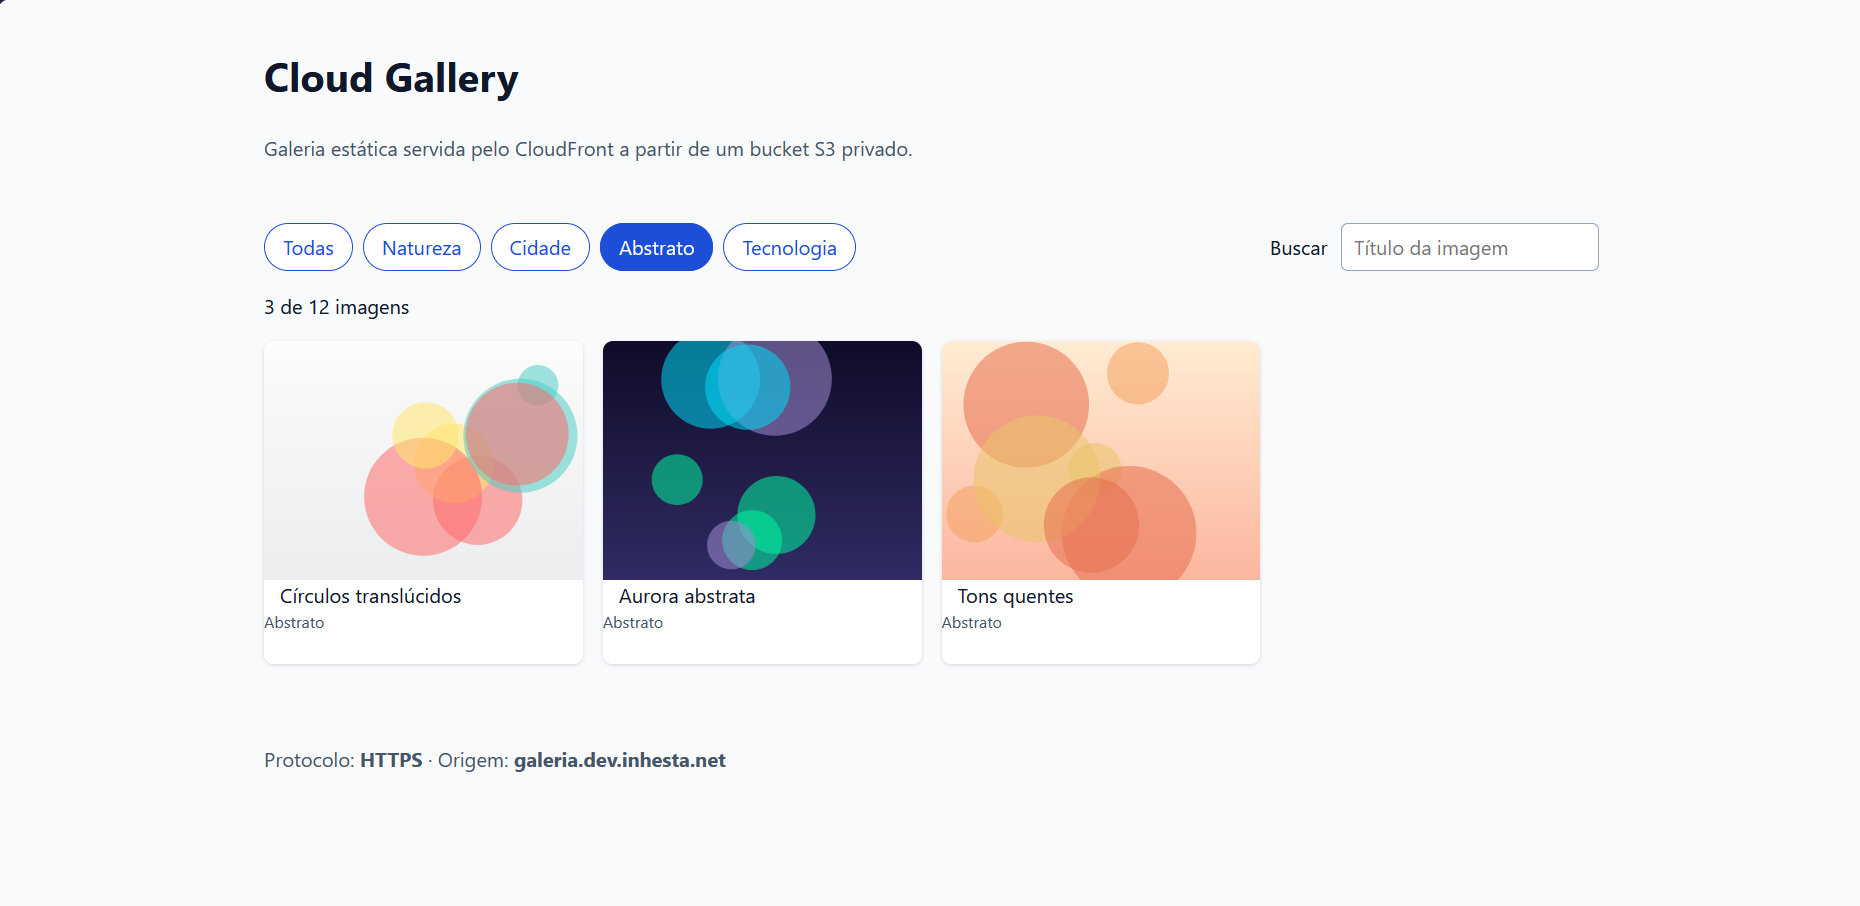 Cloud Gallery
Galeria estática servida pelo CloudFront a partir de um bucket S3 privado.
Todas Natureza Cidade Abstrato Tecnologia Buscar Título da imagem
3 de 12 imagens
Círculos translúcidos Aurora abstrata Tons quentes
Abstrato Abstrato Abstrato
Protocolo: HTTPS · Origem: galeria.dev.inhesta.net